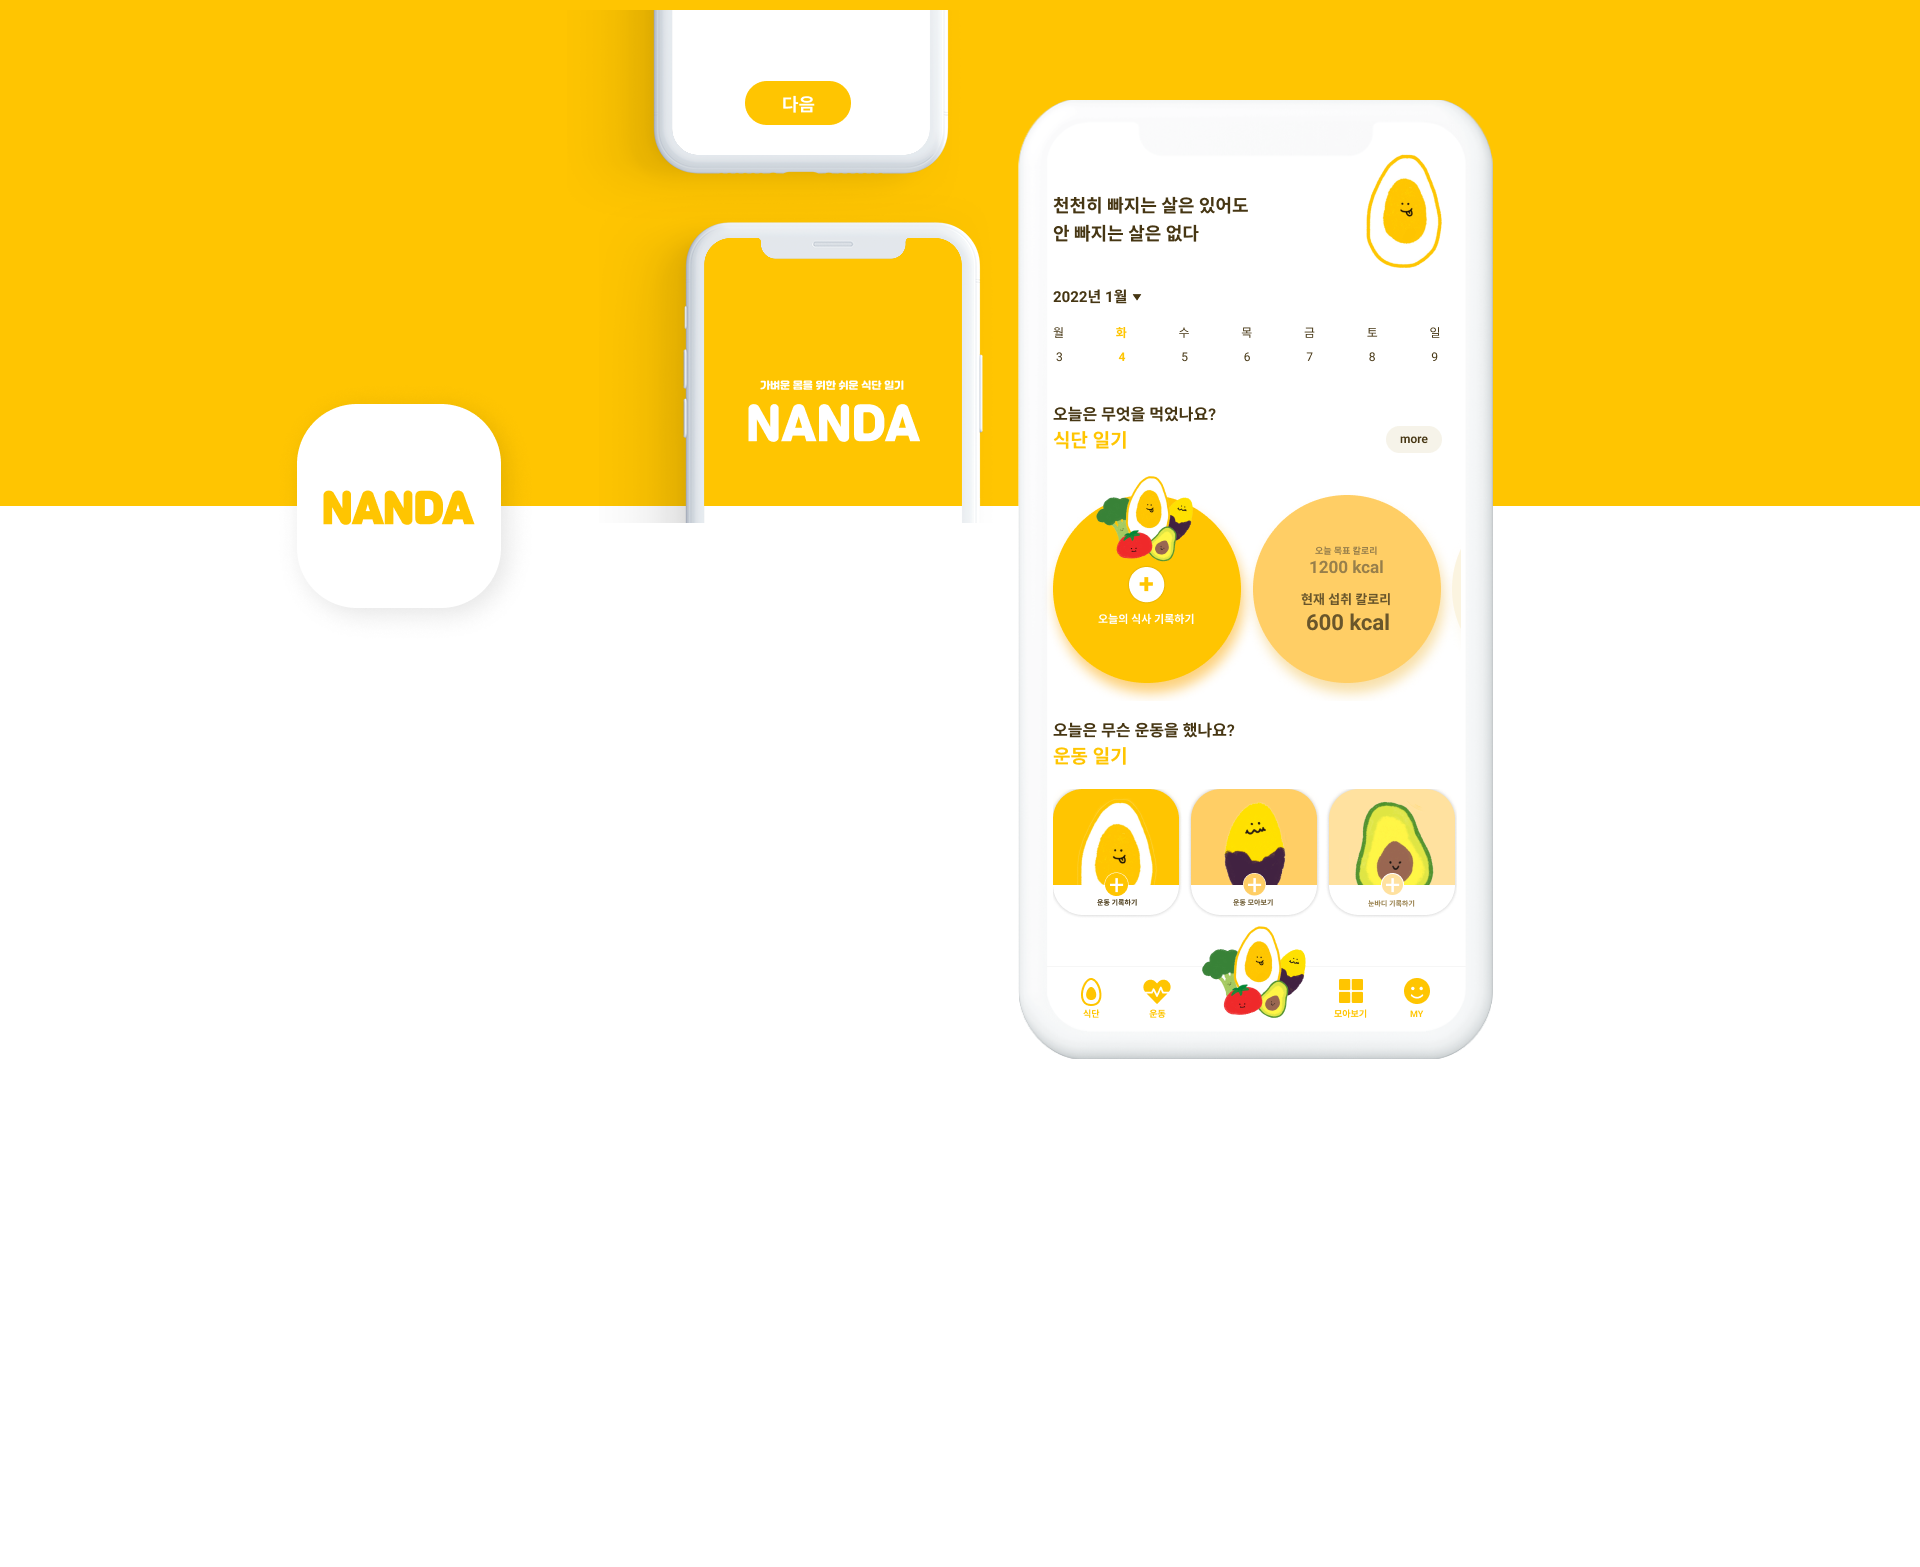 다음
가벼운 몸을 위한 쉬운 식단 일기
NANDA
NANDA
천천히 빠지는 살은 있어도
안 빠지는 살은 없다
2022년 1월
월 화 수 목 금 토 일
3 4 5 6 7 8 9
오늘은 무엇을 먹었나요?
식단 일기
more
오늘의 식사 기록하기
오늘 목표 칼로리
1200 kcal
현재 섭취 칼로리
600 kcal
오늘은 무슨 운동을 했나요?
운동 일기
운동 기록하기
운동 모아보기
눈바디 기록하기
식단 운동 모아보기 MY